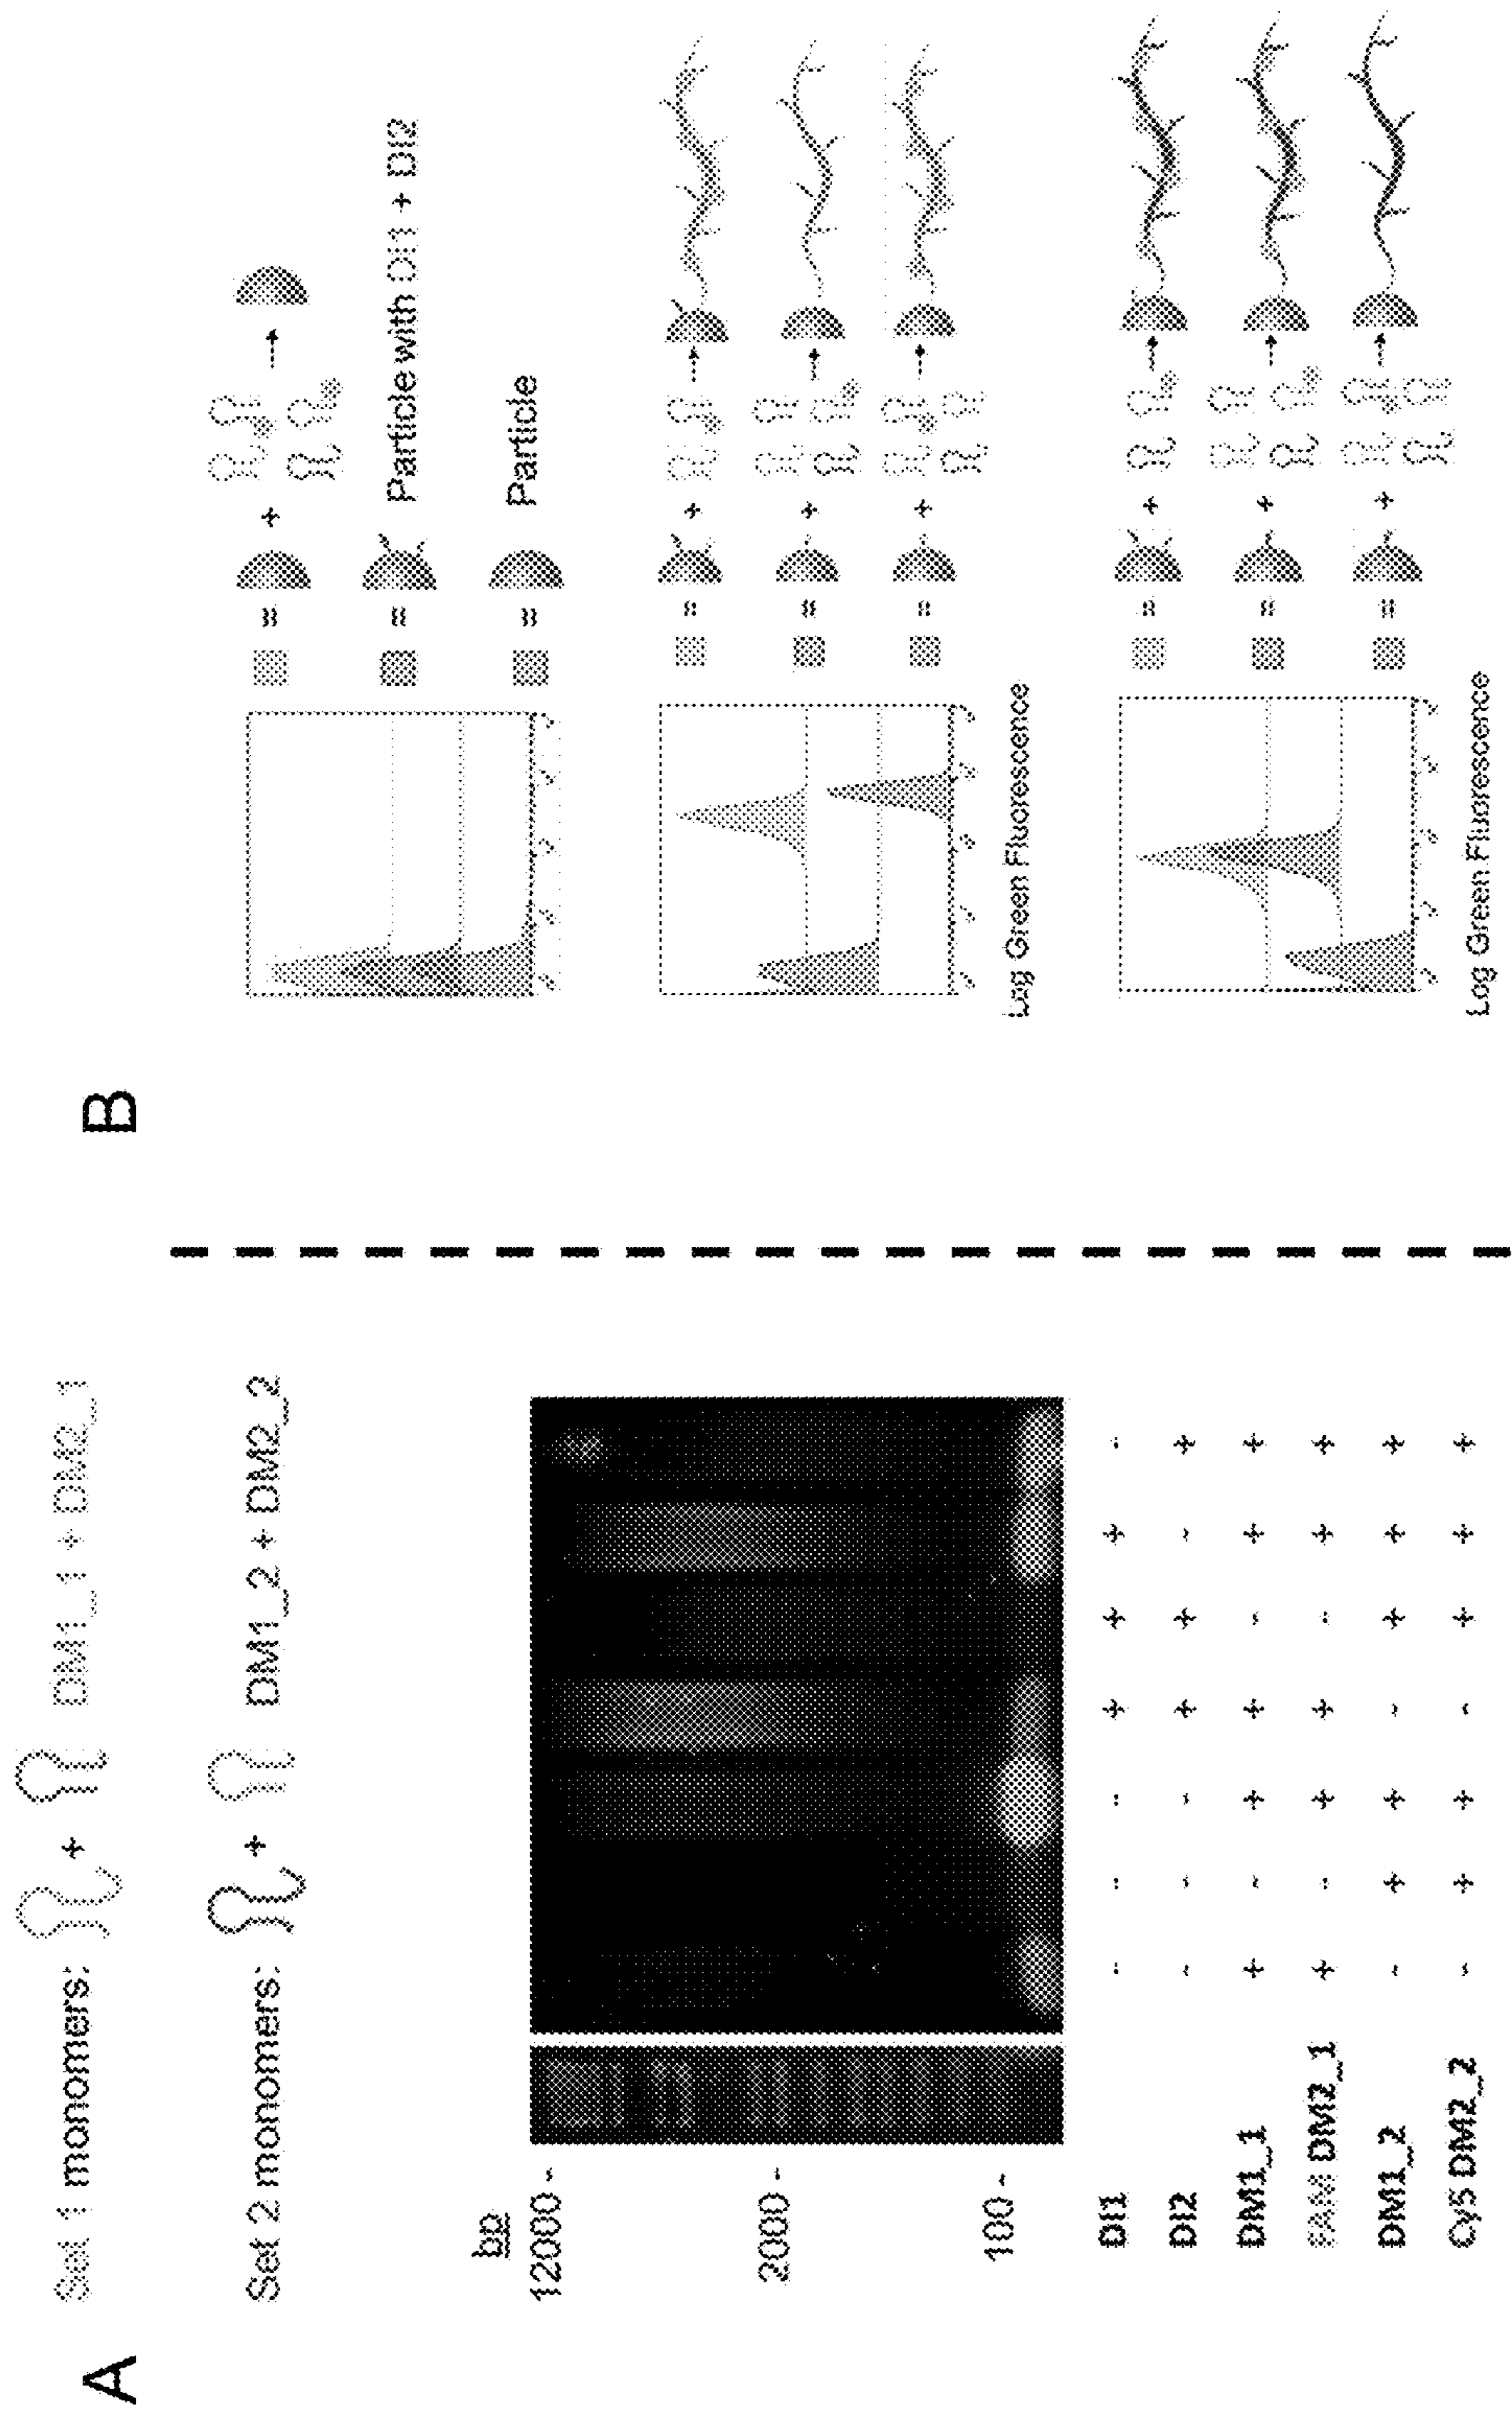 A
Set 1 monomers: + DM1_1 + DM2_1
Set 2 monomers: + DM1_2 + DM2_2
bp
12000 -
2000 -
100 -
DI1 - - - + + + -
DI2 - - - + + - +
DM1_1 + - + + - + +
FAM DM2_1 + - + + - + +
DM1_2 - + + - + + +
Cy5 DM2_2 - + + - + + +
B
= +
= Particle with DI1 + DI2
= Particle
= +
= +
= +
Log Green Fluorescence
= +
= +
= +
Log Green Fluorescence